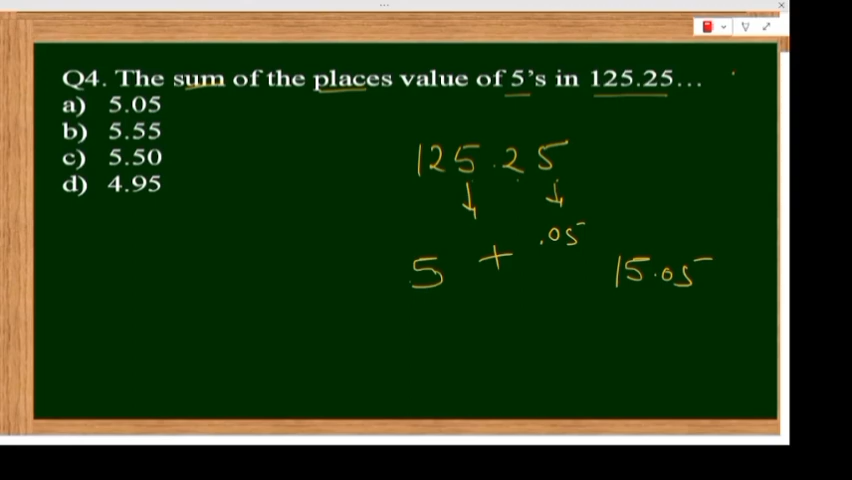 Q4. The sum of the places value of 5's in 125.25...
a) 5.05
b) 5.55
c) 5.50
d) 4.95
125.25
5 + .05
15.05